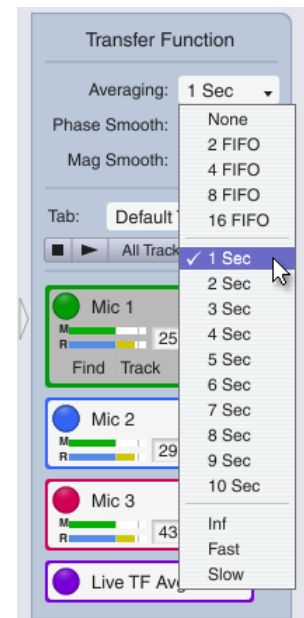 Transfer Function
Averaging: 1 Sec
Phase Smooth:
Mag Smooth:
None
2 FIFO
4 FIFO
8 FIFO
16 FIFO
✓ 1 Sec
2 Sec
3 Sec
4 Sec
5 Sec
6 Sec
7 Sec
8 Sec
9 Sec
10 Sec
Inf
Fast
Slow
Tab: Default
All Track
Mic 1
M
R 25
Find Track
Mic 2
M
R 29
Mic 3
M
R 43
Live TF Avg